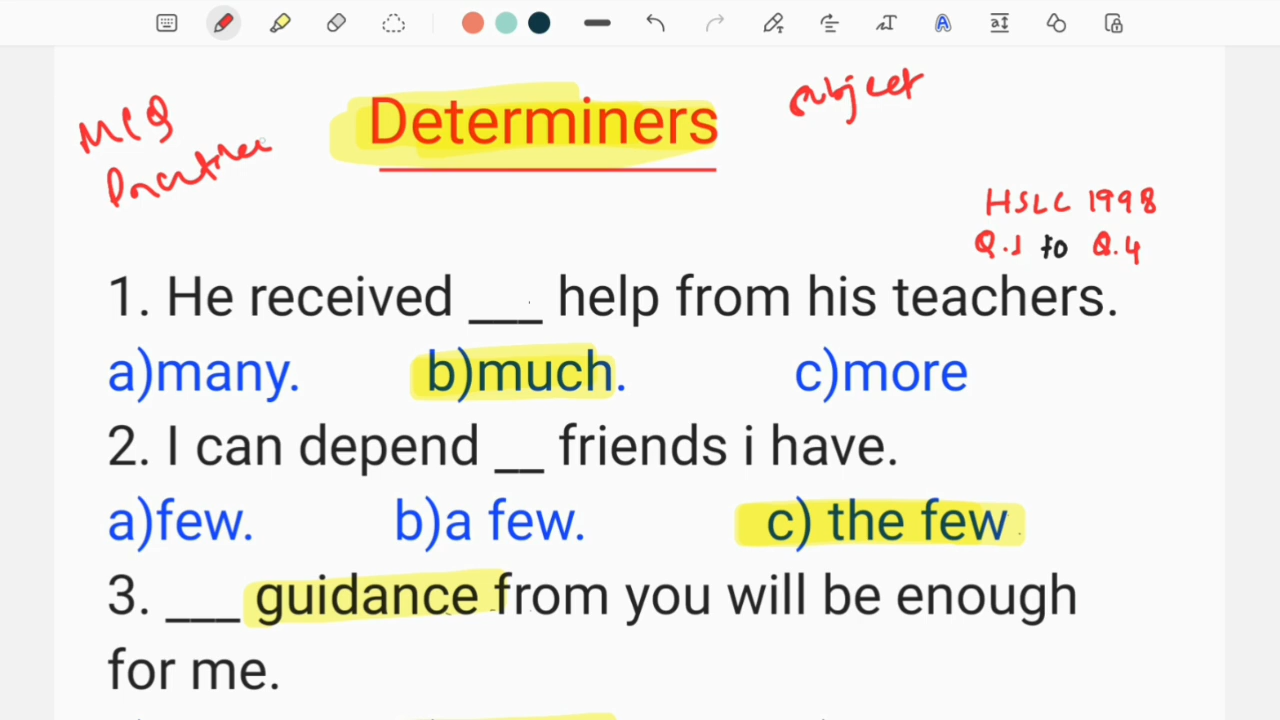 MCQ
Practice
Determiners
subject
HSLC 1998
Q.1 to Q.4
1. He received ___ help from his teachers.
a)many. b)much. c)more
2. I can depend __ friends i have.
a)few. b)a few. c) the few
3. ___ guidance from you will be enough
for me.